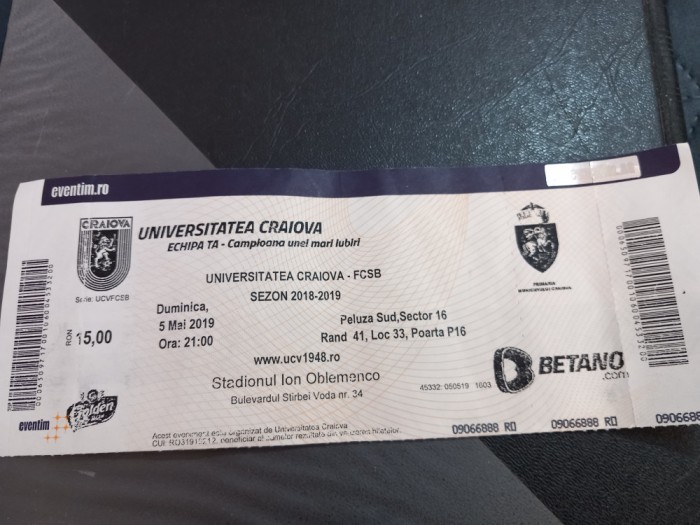 eventim.ro
CRAIOVA
UNIVERSITATEA CRAIOVA
ECHIPA TA - Campioana unei mari iubiri
UNIVERSITATEA CRAIOVA - FCSB
SEZON 2018-2019
Serie: UCVFCSB
Duminica,
5 Mai 2019
Ora: 21:00
Peluza Sud,Sector 16
Rand 41, Loc 33, Poarta P16
RON 15,00
www.ucv1948.ro
Stadionul Ion Oblemenco
Bulevardul Stirbei Voda nr. 34
PRIMARIA
BETANO
.com
45332 050519 1603
eventim
Golden
09066888 RO
09066888 RO
Acest eveniment este organizat de Universitatea Craiova